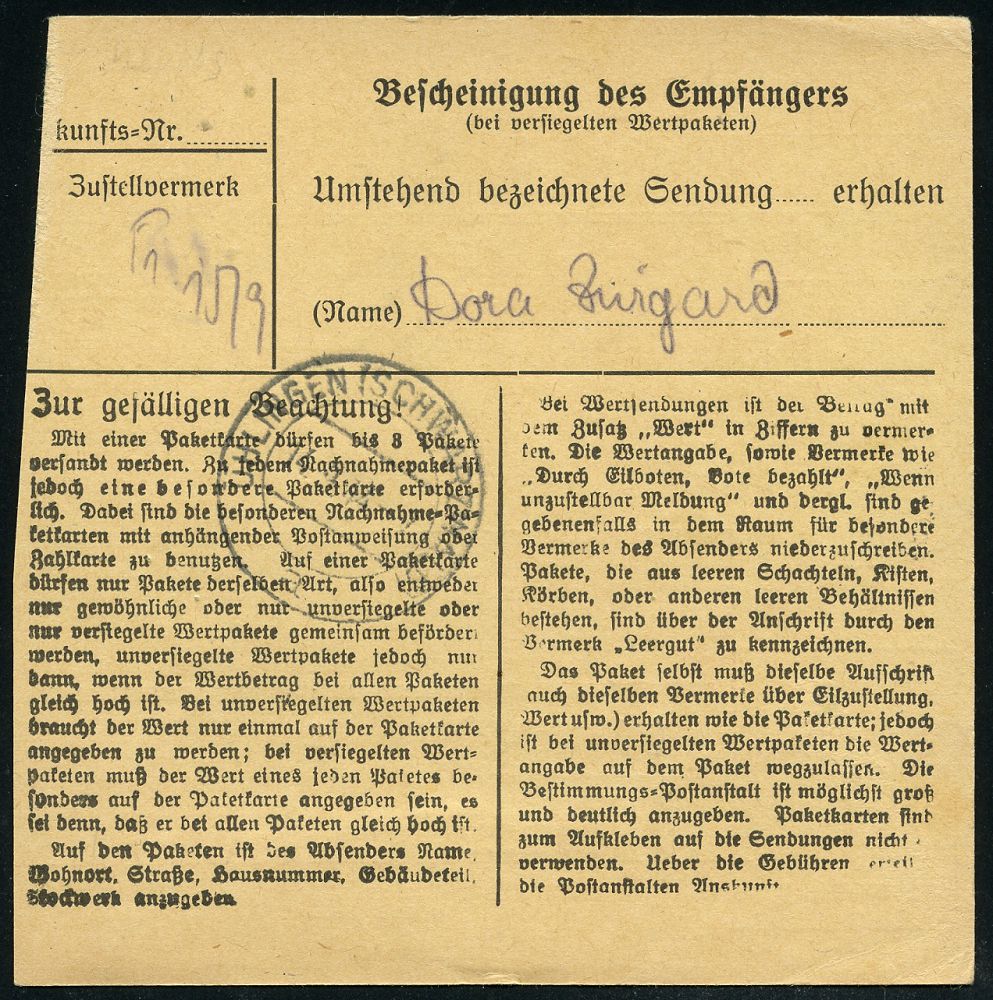 kunfts-Nr.
Zustellvermerk
15/9
Bescheinigung des Empfängers
(bei versiegelten Wertpaketen)
Umstehend bezeichnete Sendung...... erhalten
(Name) Dora Burgard
(SCHW
Zur gefälligen Beachtung!
Mit einer Paketkarte dürfen bis 3 Pakete
versandt werden. Zu jedem Nachnahmepaket ist
jedoch eine besondere Paketkarte erforder-
lich. Dabei sind die besonderen Nachnahme-Pa-
ketkarten mit anhängender Postanweisung oder
Zahlkarte zu benutzen. Auf einer Paketkarte
dürfen nur Pakete derselben Art, also entweder
nur gewöhnliche oder nur unversiegelte oder
nur versiegelte Wertpakete gemeinsam befördert
werden, unversiegelte Wertpakete jedoch nur
dann, wenn der Wertbetrag bei allen Paketen
gleich hoch ist. Bei unversiegelten Wertpaketen
braucht der Wert nur einmal auf der Paketkarte
angegeben zu werden; bei versiegelten Wert-
paketen muß der Wert eines jeden Paketes be-
sonders auf der Paketkarte angegeben sein, es
sei denn, daß er bei allen Paketen gleich hoch ist.
Auf den Paketen ist des Absenders Name,
Wohnort, Straße, Hausnummer, Gebäudeteil,
Stockwerk anzugeben.
Bei Wertsendungen ist der Betrag mit
dem Zusatz „Wert" in Ziffern zu vermer-
ken. Die Wertangabe, sowie Vermerke wie
„Durch Eilboten, Bote bezahlt", „Wenn
unzustellbar Meldung" und dergl. sind ge-
gebenenfalls in dem Raum für besondere
Vermerke des Absenders niederzuschreiben.
Pakete, die aus leeren Schachteln, Kisten,
Körben, oder anderen leeren Behältnissen
bestehen, sind über der Anschrift durch den
Vermerk „Leergut" zu kennzeichnen.
Das Paket selbst muß dieselbe Aufschrift
auch dieselben Vermerke über Eilzustellung,
Wert usw.) erhalten wie die Paketkarte; jedoch
ist bei unversiegelten Wertpaketen die Wert-
angabe auf dem Paket wegzulassen. Die
Bestimmungs-Postanstalt ist möglichst groß
und deutlich anzugeben. Paketkarten sind
zum Aufkleben auf die Sendungen nicht
verwenden. Ueber die Gebühren erteil
die Postanstalten Auskunft